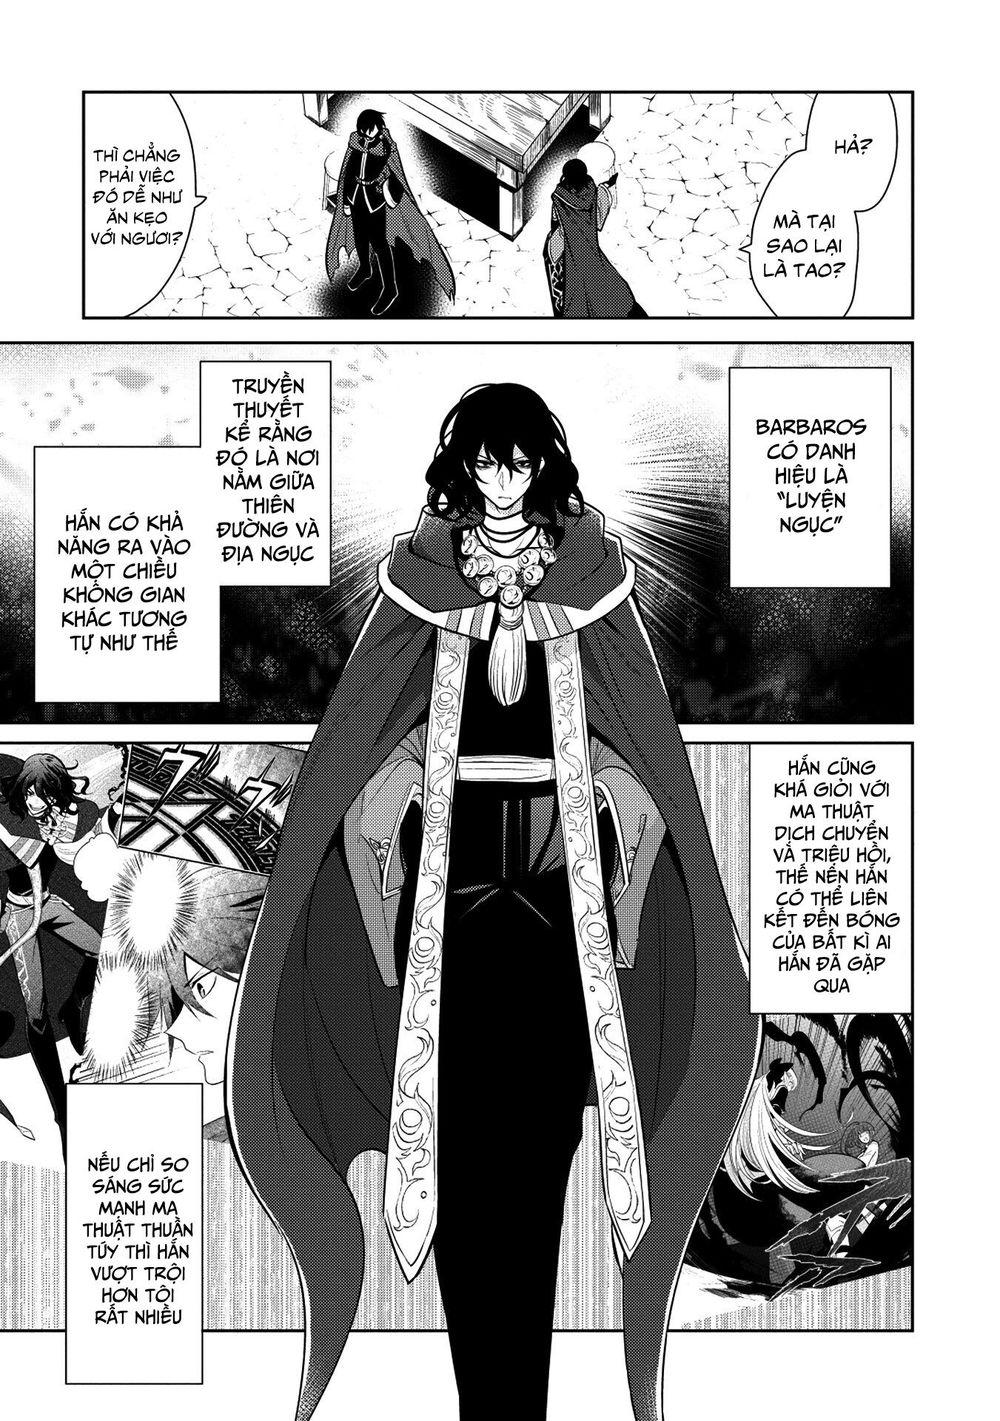 HẢ?
MÀ TẠI
SAO LẠI
LÀ TAO?
THÌ CHẲNG
PHẢI VIỆC
ĐÓ DỄ NHƯ
ĂN KẸO
VỚI NGƯƠI?
BARBAROS
CÓ DANH
HIỆU LÀ
"LUYỆN
NGỤC"
TRUYỀN
THUYẾT
KỂ RẰNG
ĐÓ LÀ NƠI
NẰM GIỮA
THIÊN
ĐƯỜNG VÀ
ĐỊA NGỤC
HẮN CÓ KHẢ
NĂNG RA VÀO
MỘT CHIỀU
KHÔNG GIAN
KHÁC TƯƠNG
TỰ NHƯ THẾ
HẮN CŨNG
KHÁ GIỎI VỚI
MA THUẬT
DỊCH CHUYỂN
VÀ TRIỆU HỒI,
THẾ NÊN HẮN
CÓ THỂ LIÊN
KẾT ĐẾN BÓNG
CỦA BẤT KÌ AI
HẮN ĐÃ GẶP
QUA
NẾU CHỈ SO
SÁNG SỨC
MẠNH MA
THUẬT THUẦN
TÚY THÌ HẮN
VƯỢT TRỘI
HƠN TÔI
RẤT NHIỀU